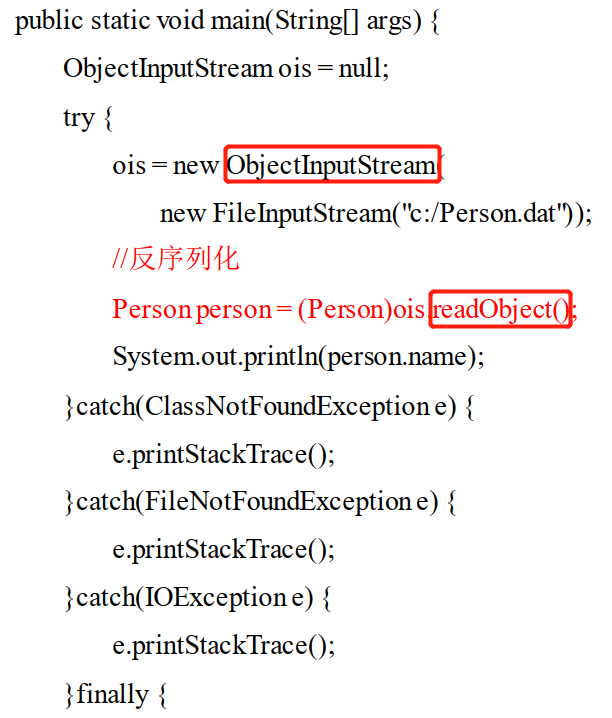 public static void main(String[] args) {
ObjectInputStream ois = null;
try {
ois = new ObjectInputStream(
new FileInputStream("c:/Person.dat"));
//反序列化
Person person = (Person)ois.readObject();
System.out.println(person.name);
}catch(ClassNotFoundException e) {
e.printStackTrace();
}catch(FileNotFoundException e) {
e.printStackTrace();
}catch(IOException e) {
e.printStackTrace();
}finally {